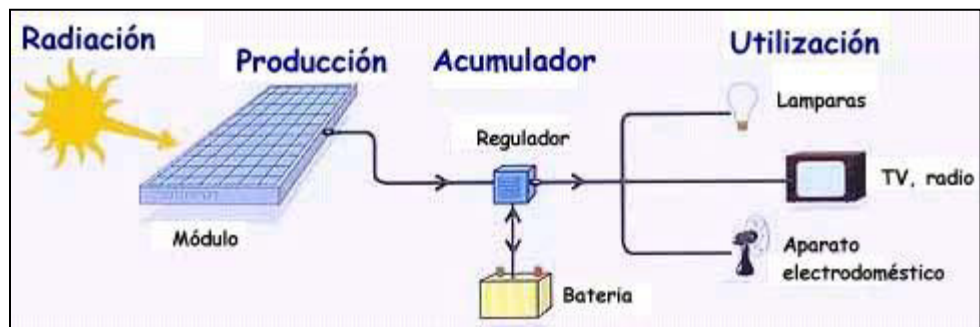 Radiación
Producción
Acumulador
Utilización
Lamparas
Regulador
TV, radio
Módulo
Aparato
electrodoméstico
Bateria